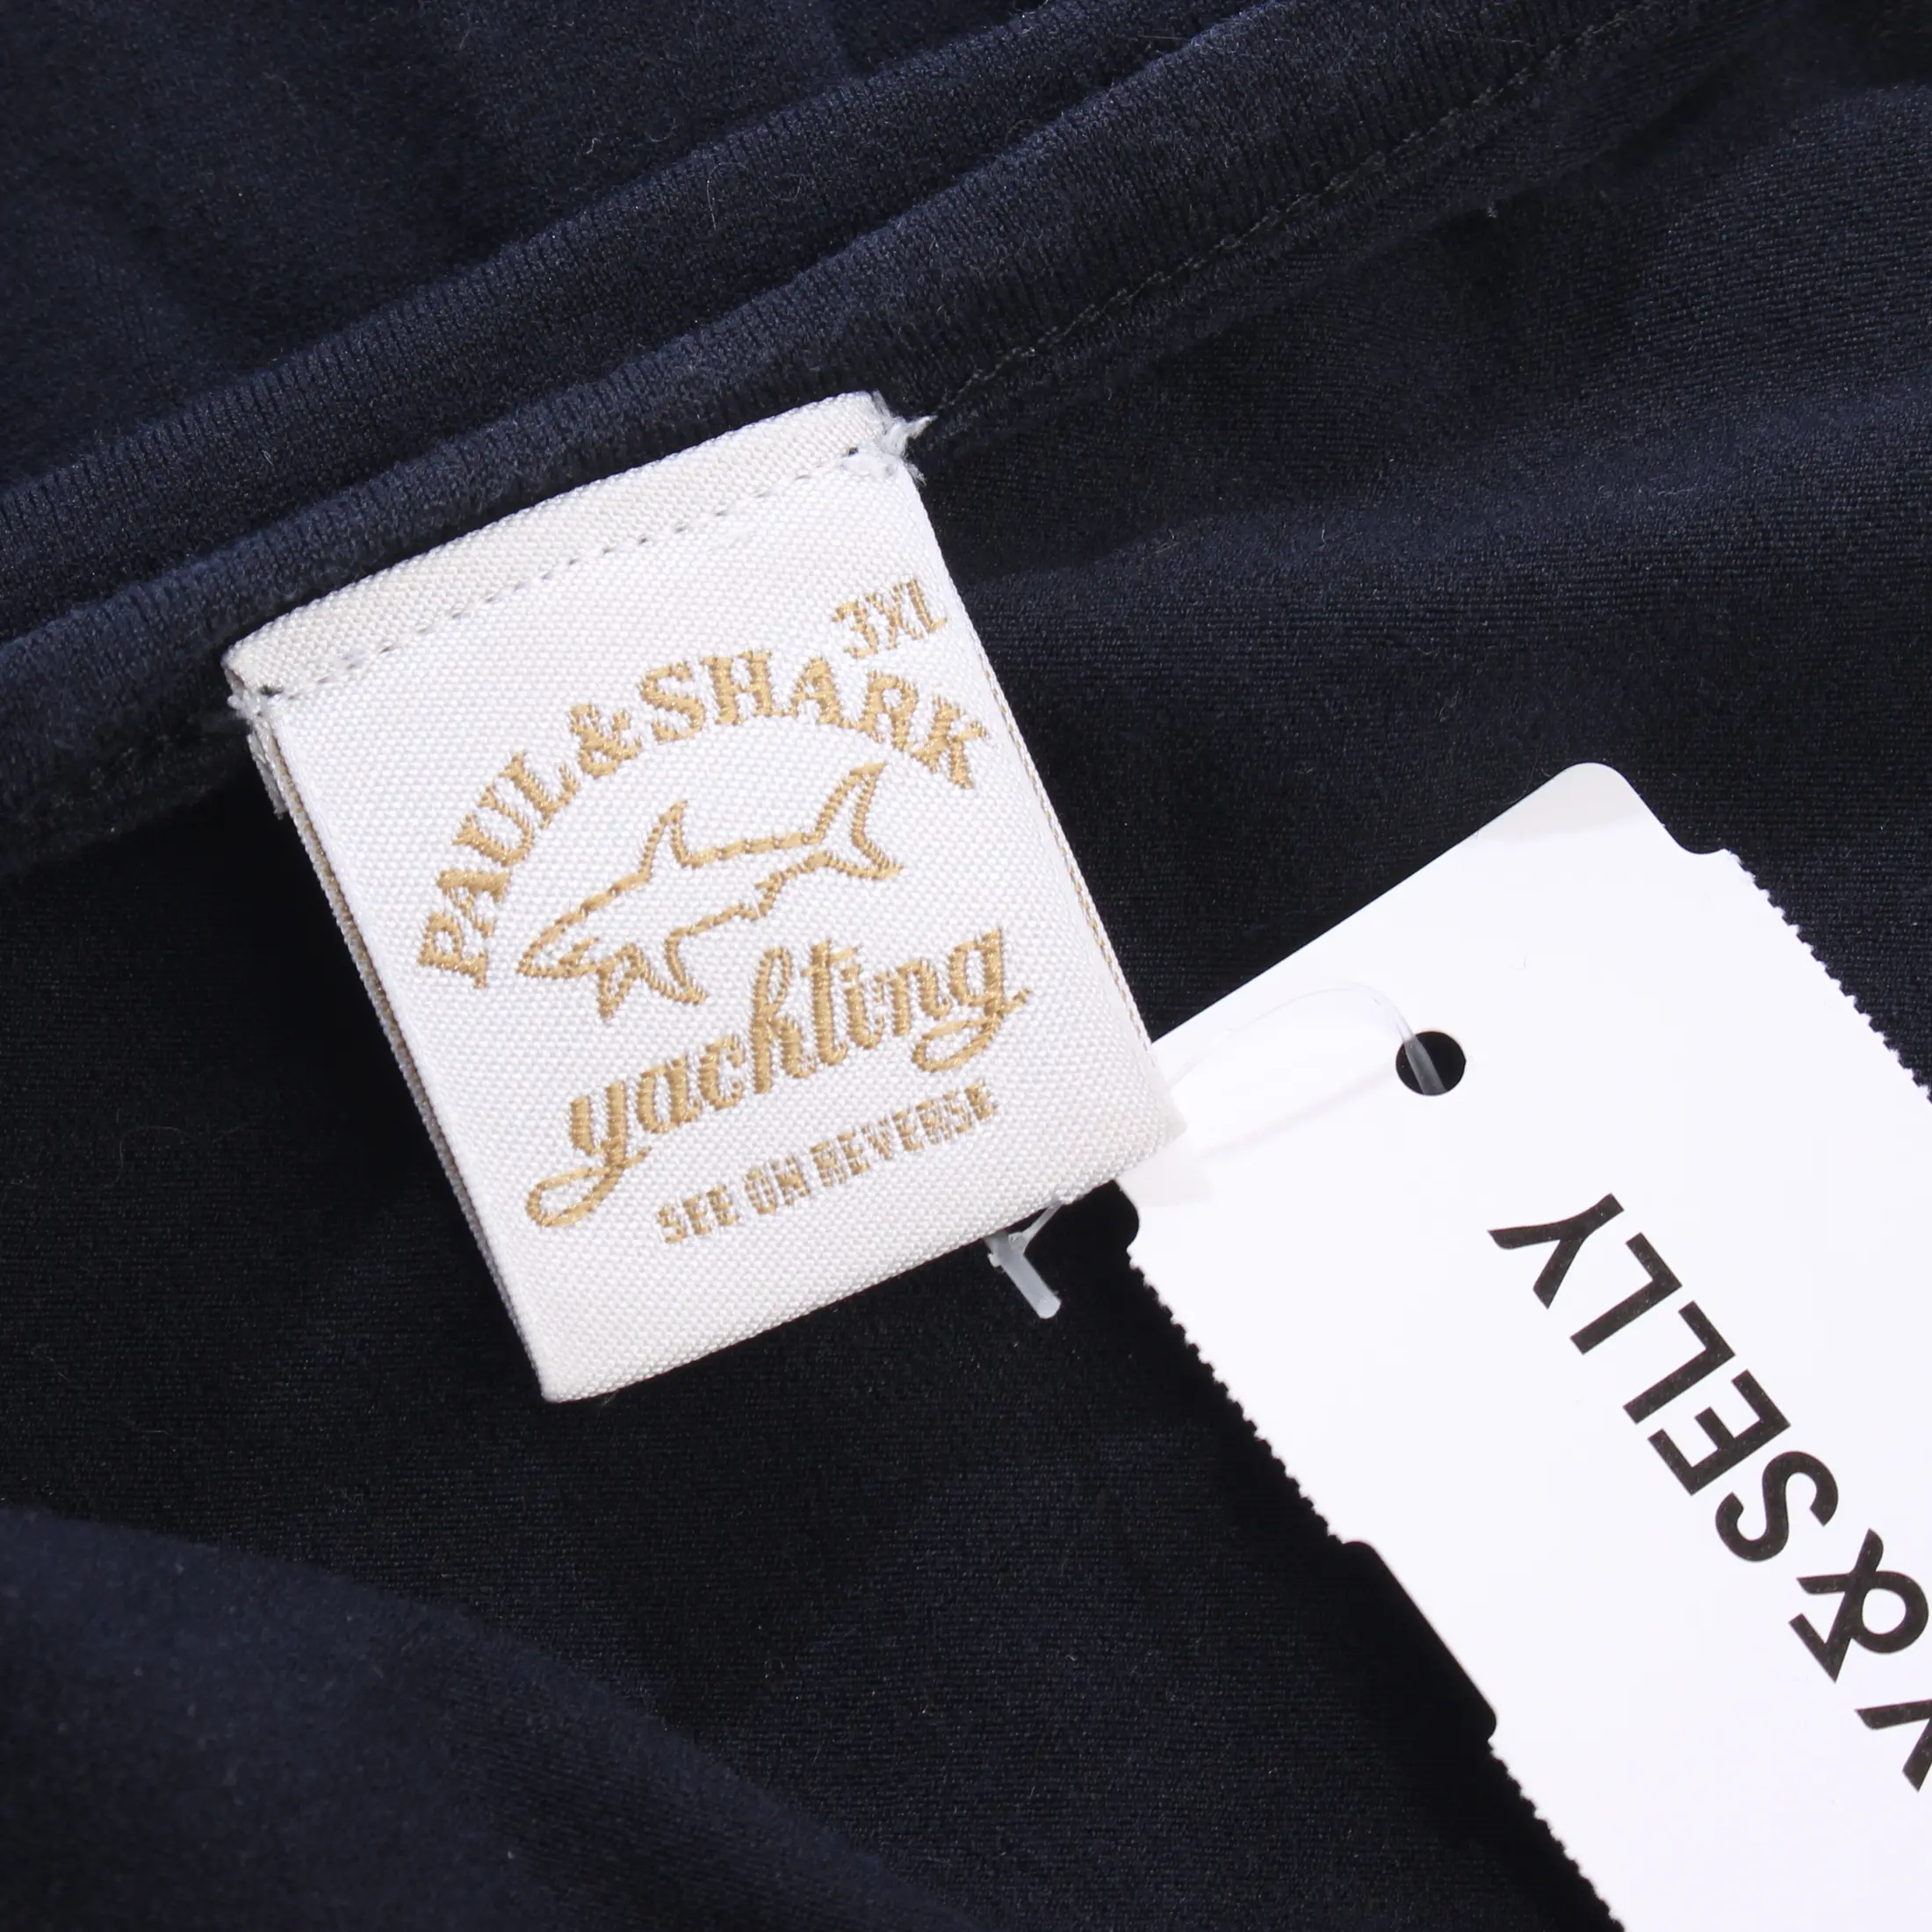 3XL
PAUL & SHARK
yachting
SEE ON REVERSE
&SELLY